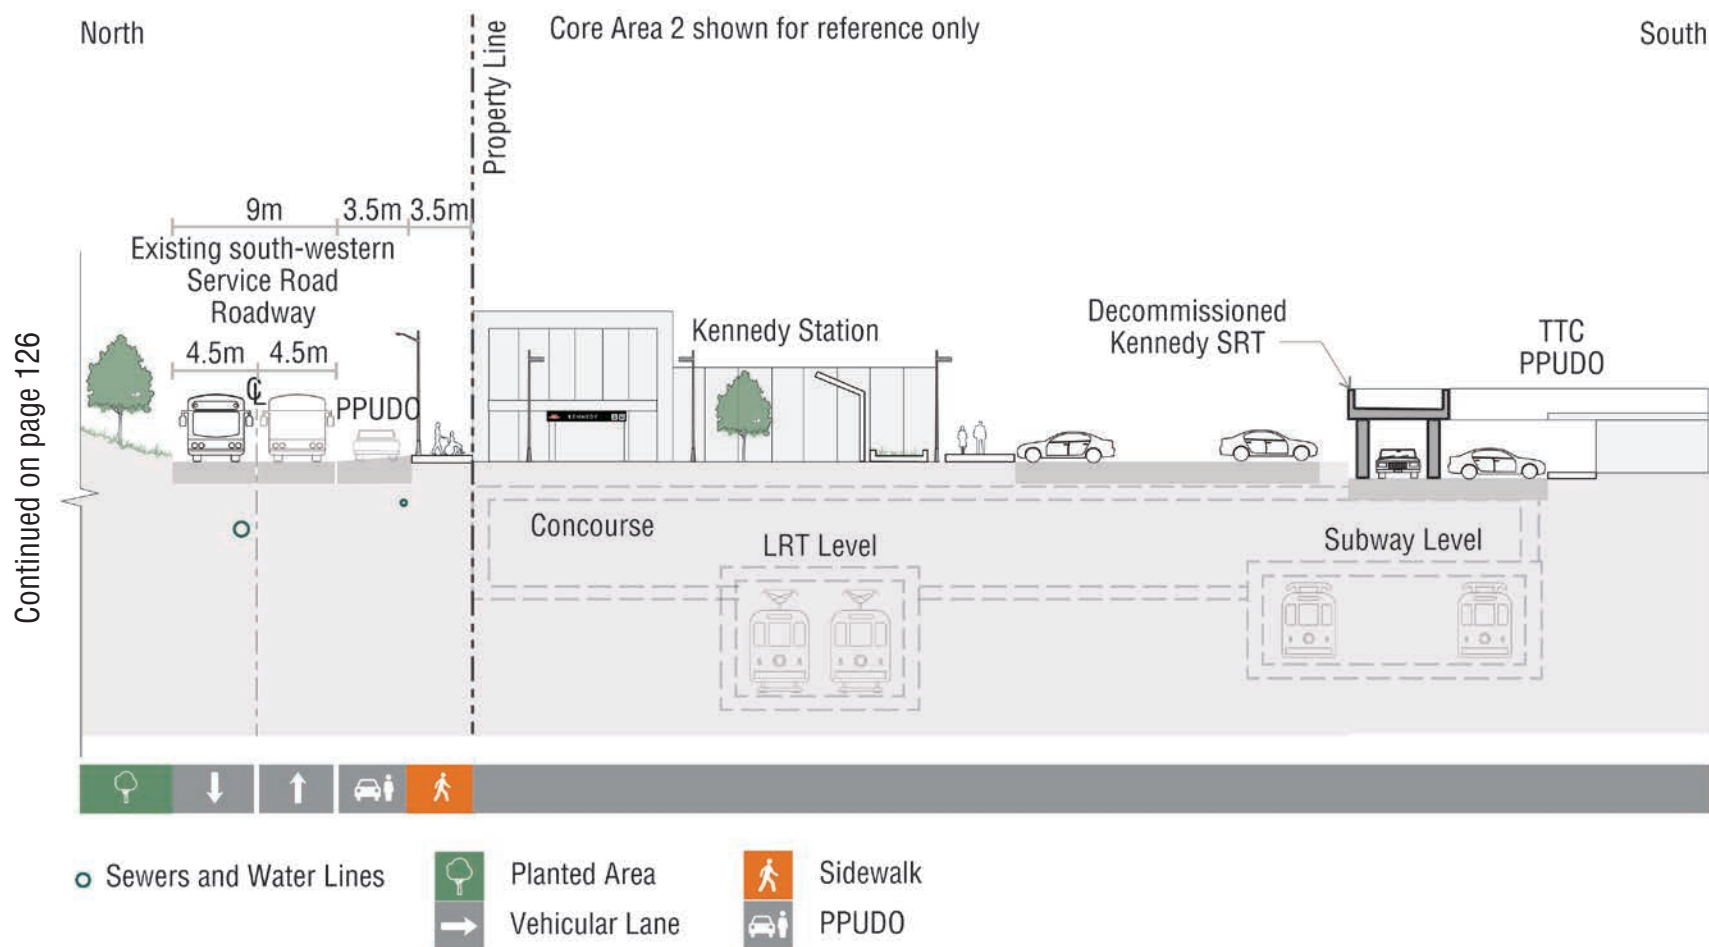 North
Property Line
Core Area 2 shown for reference only
South
9m
3.5m
3.5m
Existing south-western
Service Road
Roadway
4.5m
4.5m
℄
PPUDO
Continued on page 126
Kennedy Station
KENNEDY
Decommissioned
Kennedy SRT
TTC
PPUDO
Concourse
LRT Level
Subway Level
Sewers and Water Lines
Planted Area
Vehicular Lane
Sidewalk
PPUDO